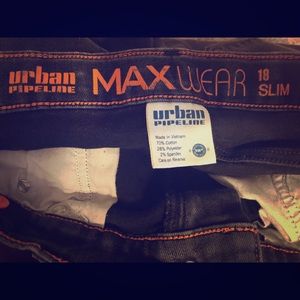 urban
PIPELINE
MAXWEAR
18
SLIM
urban
PIPELINE
Made in Vietnam
70% Cotton
28% Polyester
2% Spandex
Care on Reverse